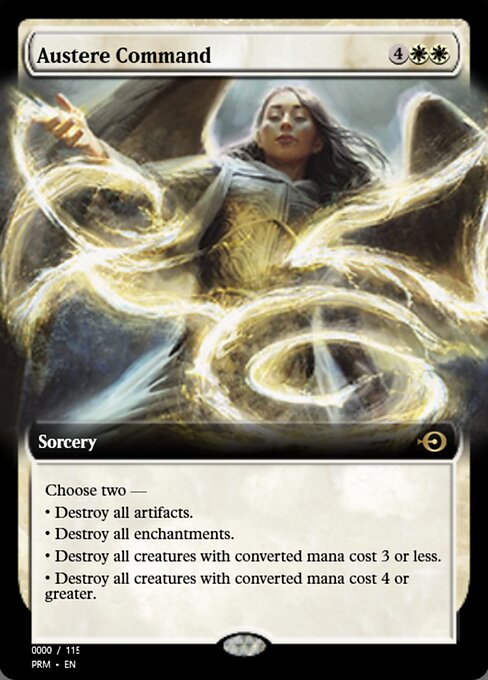 Austere Command 4
Sorcery
Choose two —
• Destroy all artifacts.
• Destroy all enchantments.
• Destroy all creatures with converted mana cost 3 or less.
• Destroy all creatures with converted mana cost 4 or
greater.
0000 / 115
PRM • EN